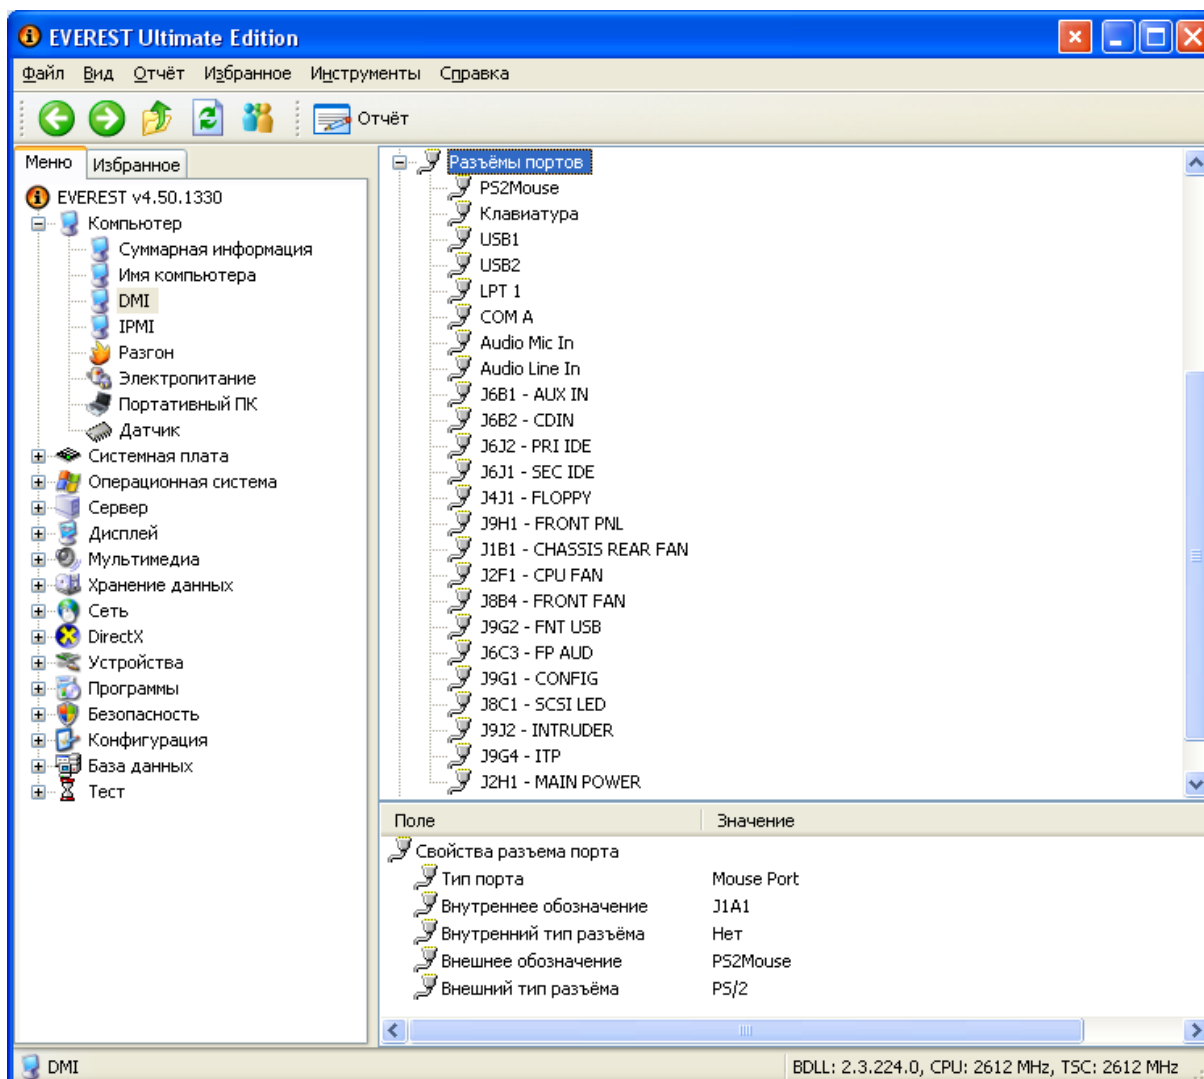 EVEREST Ultimate Edition
Файл Вид Отчёт Избранное Инструменты Справка
Отчёт
Меню Избранное
EVEREST v4.50.1330
Компьютер
Суммарная информация
Имя компьютера
DMI
IPMI
Разгон
Электропитание
Портативный ПК
Датчик
Системная плата
Операционная система
Сервер
Дисплей
Мультимедиа
Хранение данных
Сеть
DirectX
Устройства
Программы
Безопасность
Конфигурация
База данных
Тест
Разъёмы портов
PS2Mouse
Клавиатура
USB1
USB2
LPT 1
COM A
Audio Mic In
Audio Line In
J6B1 - AUX IN
J6B2 - CDIN
J6J2 - PRI IDE
J6J1 - SEC IDE
J4J1 - FLOPPY
J9H1 - FRONT PNL
J1B1 - CHASSIS REAR FAN
J2F1 - CPU FAN
J8B4 - FRONT FAN
J9G2 - FNT USB
J6C3 - FP AUD
J9G1 - CONFIG
J8C1 - SCSI LED
J9J2 - INTRUDER
J9G4 - ITP
J2H1 - MAIN POWER
Поле Значение
Свойства разъема порта
Тип порта Mouse Port
Внутреннее обозначение J1A1
Внутренний тип разъёма Нет
Внешнее обозначение PS2Mouse
Внешний тип разъёма PS/2
DMI BDLL: 2.3.224.0, CPU: 2612 MHz, TSC: 2612 MHz